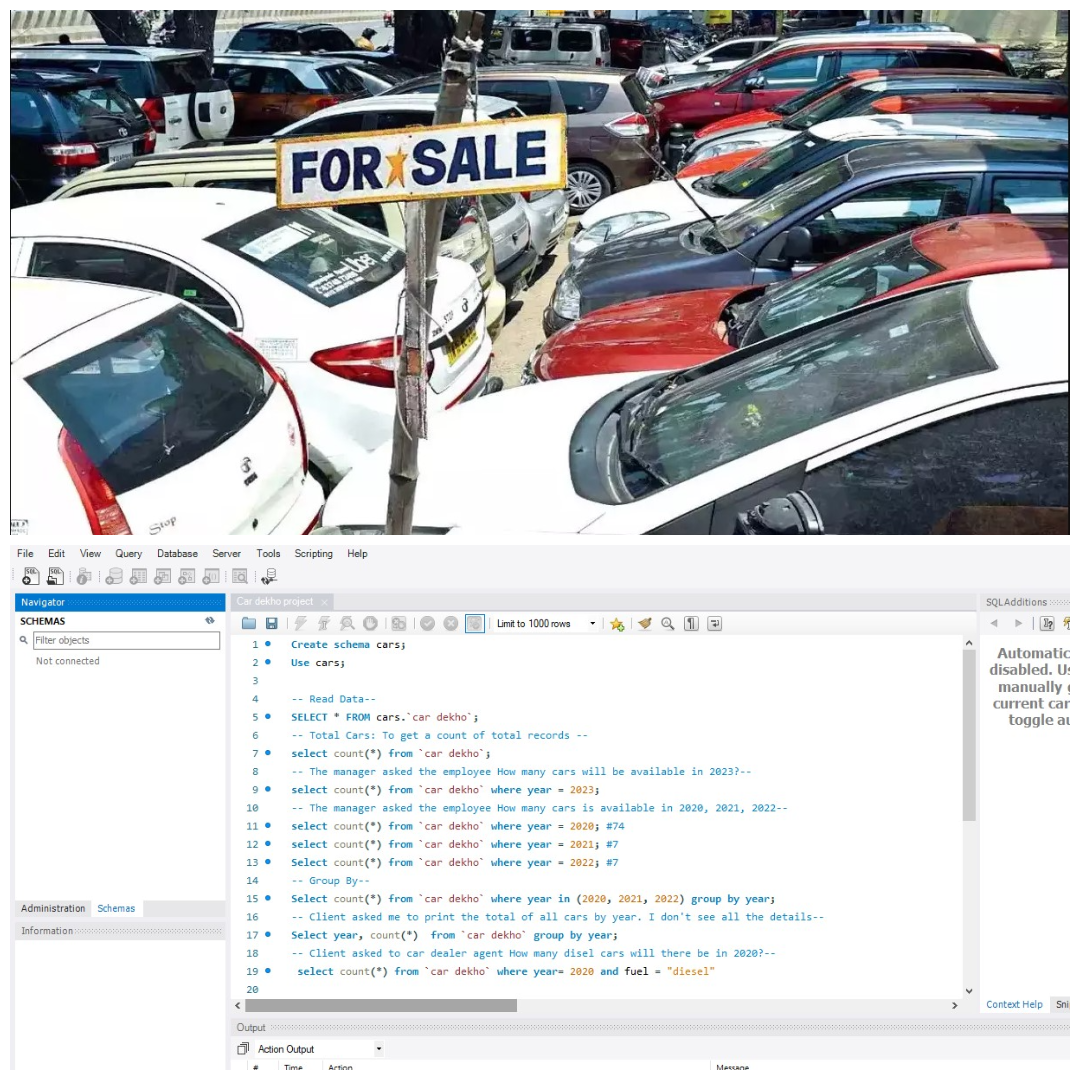 FOR SALE
Uber
Stop
File Edit View Query Database Server Tools Scripting Help
Navigator
SCHEMAS
Filter objects
Not connected
Administration Schemas
Information
Car dekho project
Limit to 1000 rows
1 Create schema cars;
2 Use cars;
3
4 -- Read Data--
5 SELECT * FROM cars.`car dekho`;
6 -- Total Cars: To get a count of total records --
7 select count(*) from `car dekho`;
8 -- The manager asked the employee How many cars will be available in 2023?--
9 select count(*) from `car dekho` where year = 2023;
10 -- The manager asked the employee How many cars is available in 2020, 2021, 2022--
11 select count(*) from `car dekho` where year = 2020; #74
12 Select count(*) from `car dekho` where year = 2021; #7
13 Select count(*) from `car dekho` where year = 2022; #7
14 -- Group By--
15 Select count(*) from `car dekho` where year in (2020, 2021, 2022) group by year;
16 -- Client asked me to print the total of all cars by year. I don't see all the details--
17 Select year, count(*)  from `car dekho` group by year;
18 -- Client asked to car dealer agent How many disel cars will there be in 2020?--
19 select count(*) from `car dekho` where year= 2020 and fuel = "diesel"
20
SQLAdditions
Automatic
disabled. Us
manually g
current car
toggle au
Context Help Sni
Output
Action Output
# Time Action Message